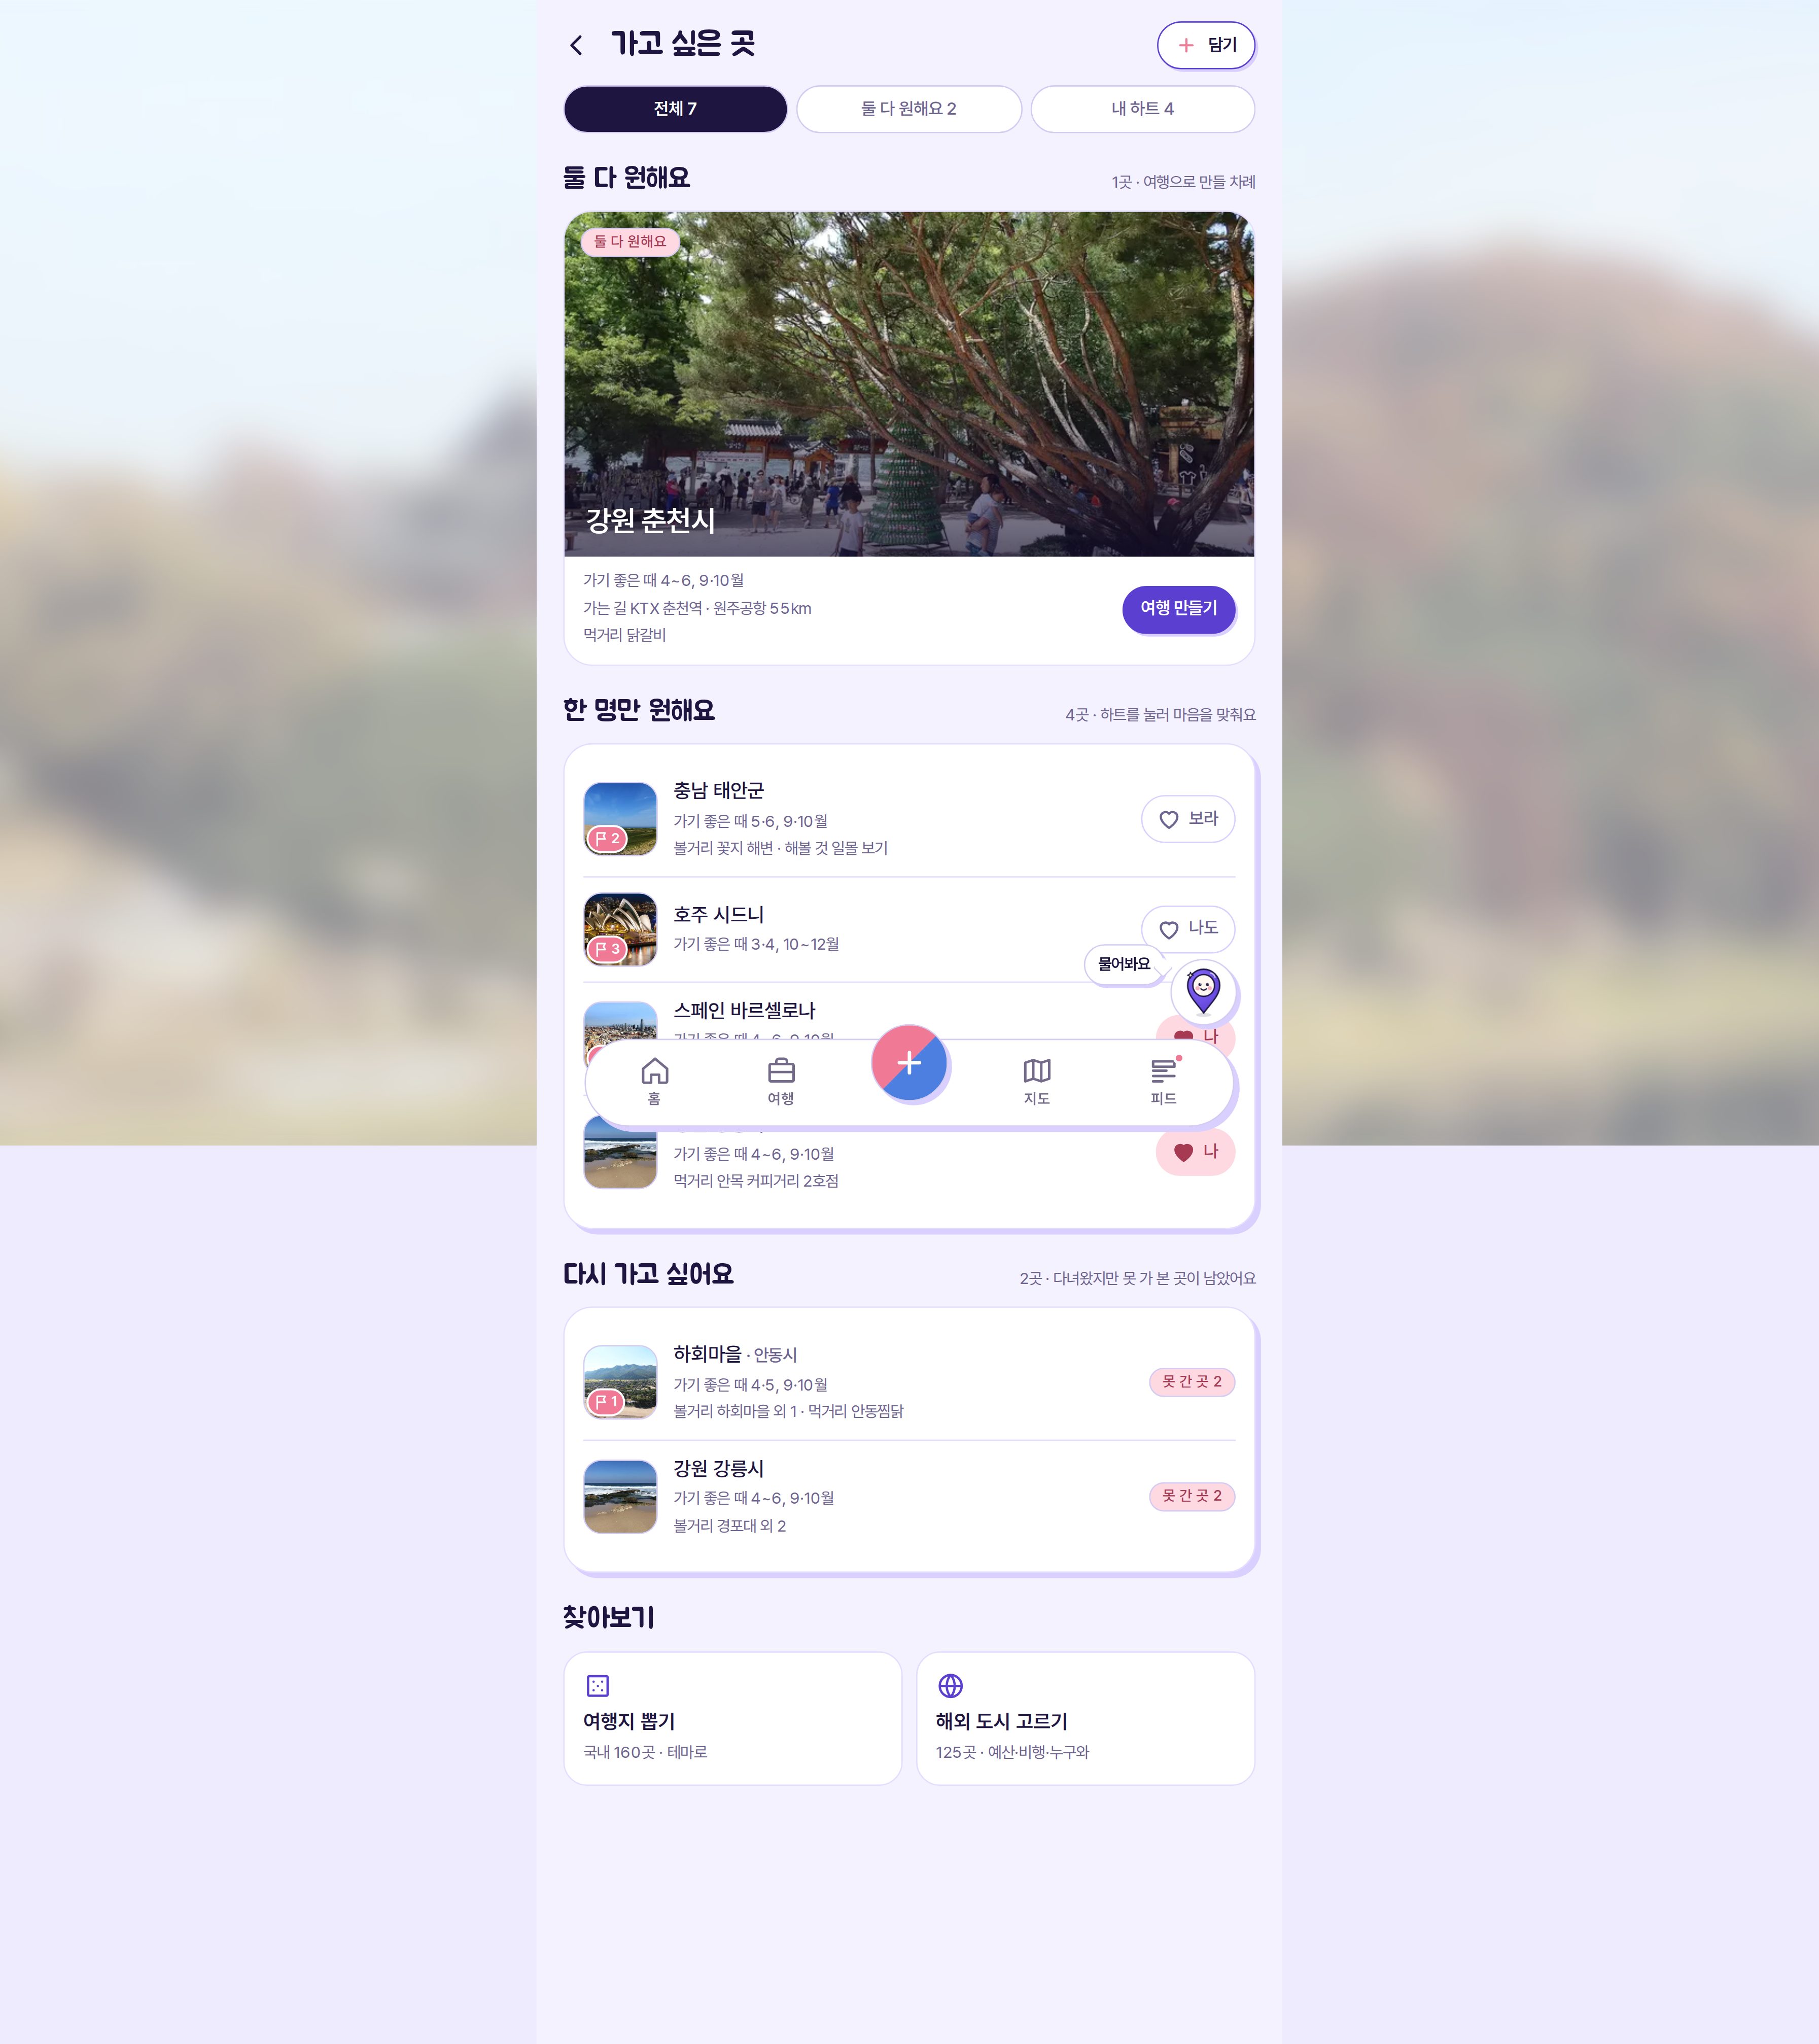 가고 싶은 곳
담기
전체 7
둘 다 원해요 2
내 하트 4
둘 다 원해요
1곳 · 여행으로 만들 차례
둘 다 원해요
강원 춘천시
가기 좋은 때 4~6, 9·10월
가는 길 KTX 춘천역 · 원주공항 55km
먹거리 닭갈비
여행 만들기
한 명만 원해요
4곳 · 하트를 눌러 마음을 맞춰요
충남 태안군
가기 좋은 때 5·6, 9·10월
볼거리 꽃지 해변 · 해볼 것 일몰 보기
2
보라
호주 시드니
가기 좋은 때 3·4, 10~12월
3
나도
물어봐요
스페인 바르셀로나
나
홈
여행
지도
피드
가기 좋은 때 4~6, 9·10월
먹거리 안목 커피거리 2호점
나
다시 가고 싶어요
2곳 · 다녀왔지만 못 가 본 곳이 남았어요
하회마을 · 안동시
가기 좋은 때 4·5, 9·10월
볼거리 하회마을 외 1 · 먹거리 안동찜닭
1
못 간 곳 2
강원 강릉시
가기 좋은 때 4~6, 9·10월
볼거리 경포대 외 2
못 간 곳 2
찾아보기
여행지 뽑기
국내 160곳 · 테마로
해외 도시 고르기
125곳 · 예산·비행·누구와